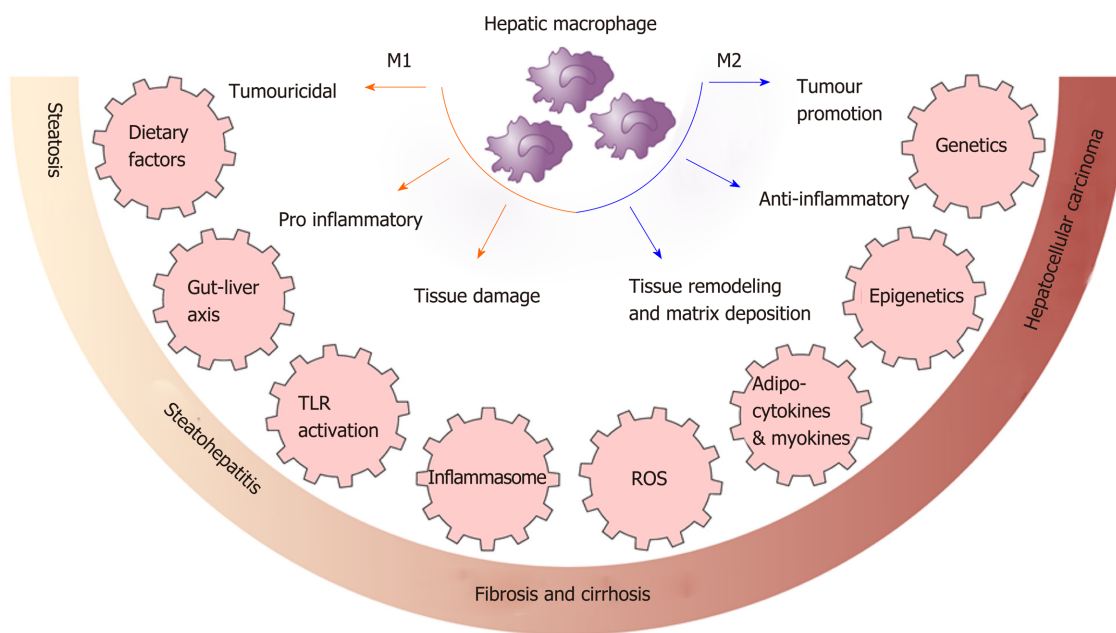 Hepatic macrophage
M1
M2
Tumouricidal
Pro inflammatory
Tissue damage
Tumour
promotion
Anti-inflammatory
Tissue remodeling
and matrix deposition
Dietary
factors
Gut-liver
axis
TLR
activation
Inflammasome
ROS
Adipo-
cytokines
& myokines
Epigenetics
Genetics
Steatosis
Steatohepatitis
Fibrosis and cirrhosis
Hepatocellular carcinoma